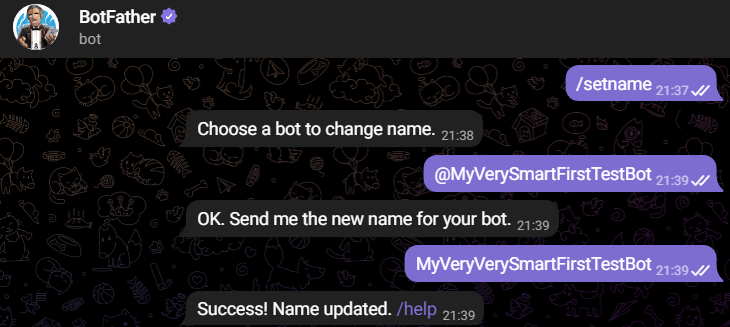 BotFather
bot
/setname 21:37
Choose a bot to change name. 21:38
@MyVerySmartFirstTestBot 21:39
OK. Send me the new name for your bot. 21:39
MyVeryVerySmartFirstTestBot 21:39
Success! Name updated. /help 21:39